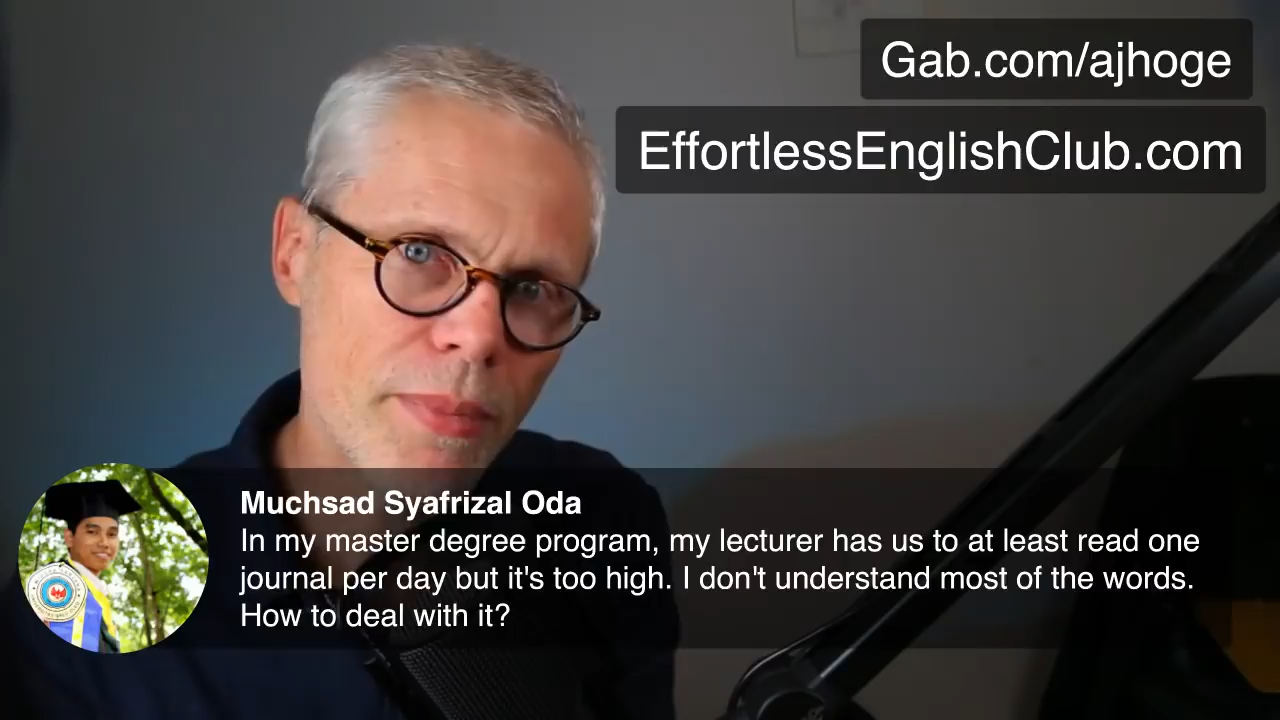 Gab.com/ajhoge
EffortlessEnglishClub.com
Muchsad Syafrizal Oda
In my master degree program, my lecturer has us to at least read one
journal per day but it's too high. I don't understand most of the words.
How to deal with it?